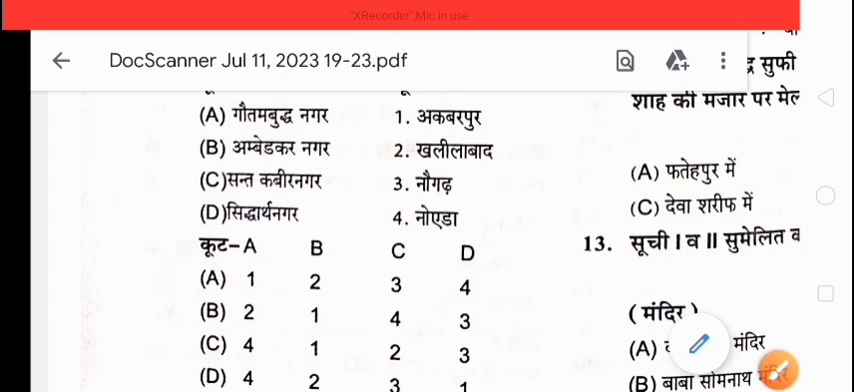 "XRecorder",Mic in use
DocScanner Jul 11, 2023 19-23.pdf
(A) गौतमबुद्ध नगर 1. अकबरपुर
(B) अम्बेडकर नगर 2. खलीलाबाद
(C)सन्त कबीरनगर 3. नौगढ़
(D)सिद्धार्थनगर 4. नोएडा
कूट-A B C D
(A) 1 2 3 4
(B) 2 1 4 3
(C) 4 1 2 3
(D) 4 2 3 1
सूफी
शाह की मजार पर मेल
(A) फतेहपुर में
(C) देवा शरीफ में
13. सूची I व II सुमेलित
(मंदिर)
(A) मंदिर
(B) बाबा सोमनाथ